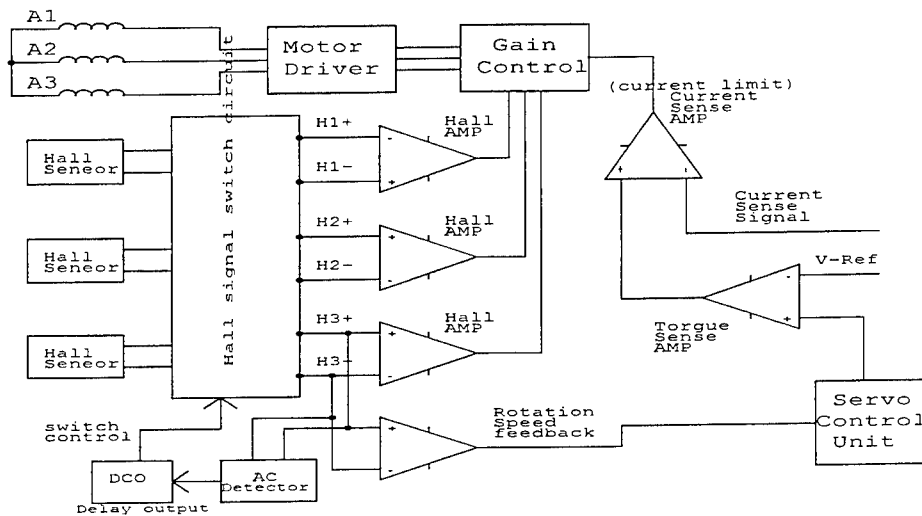 A1
A2
A3
Motor
Driver
Gain
Control
(current limit)
Current
Sense
AMP
Hall signal switch circuit
Hall
Seneor
Hall
Seneor
Hall
Seneor
H1+
H1-
H2+
H2-
H3+
H3-
Hall
AMP
-
+
Hall
AMP
+
-
Hall
AMP
+
-
+
-
+
-
Current
Sense
Signal
V-Ref
-
+
Torgue
Sense
AMP
Rotation
Speed
feedback
Servo
Control
Unit
switch
control
DCO
AC
Detector
Delay output